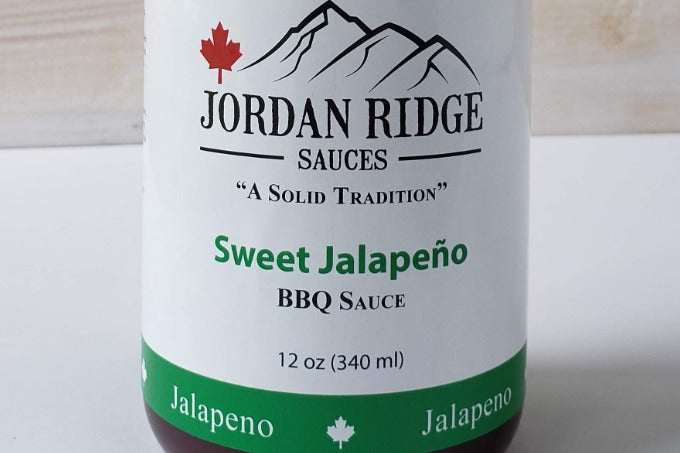 JORDAN RIDGE
SAUCES
“A SOLID TRADITION”
Sweet Jalapeño
BBQ SAUCE
12 oz (340 ml)
Jalapeno Jalapeno